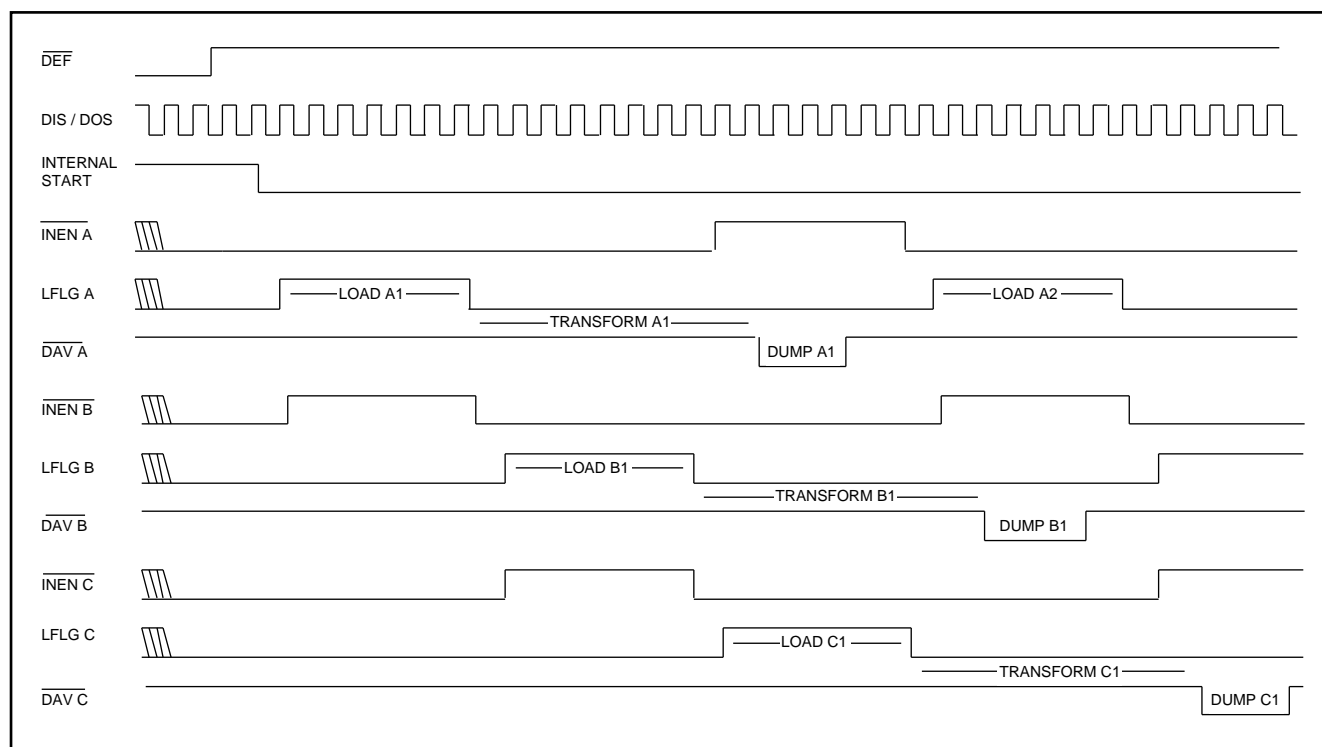 DEF
DIS / DOS
INTERNAL
START
INEN A
LFLG A
LOAD A1
LOAD A2
TRANSFORM A1
DAV A
DUMP A1
INEN B
LFLG B
LOAD B1
TRANSFORM B1
DAV B
DUMP B1
INEN C
LFLG C
LOAD C1
TRANSFORM C1
DAV C
DUMP C1